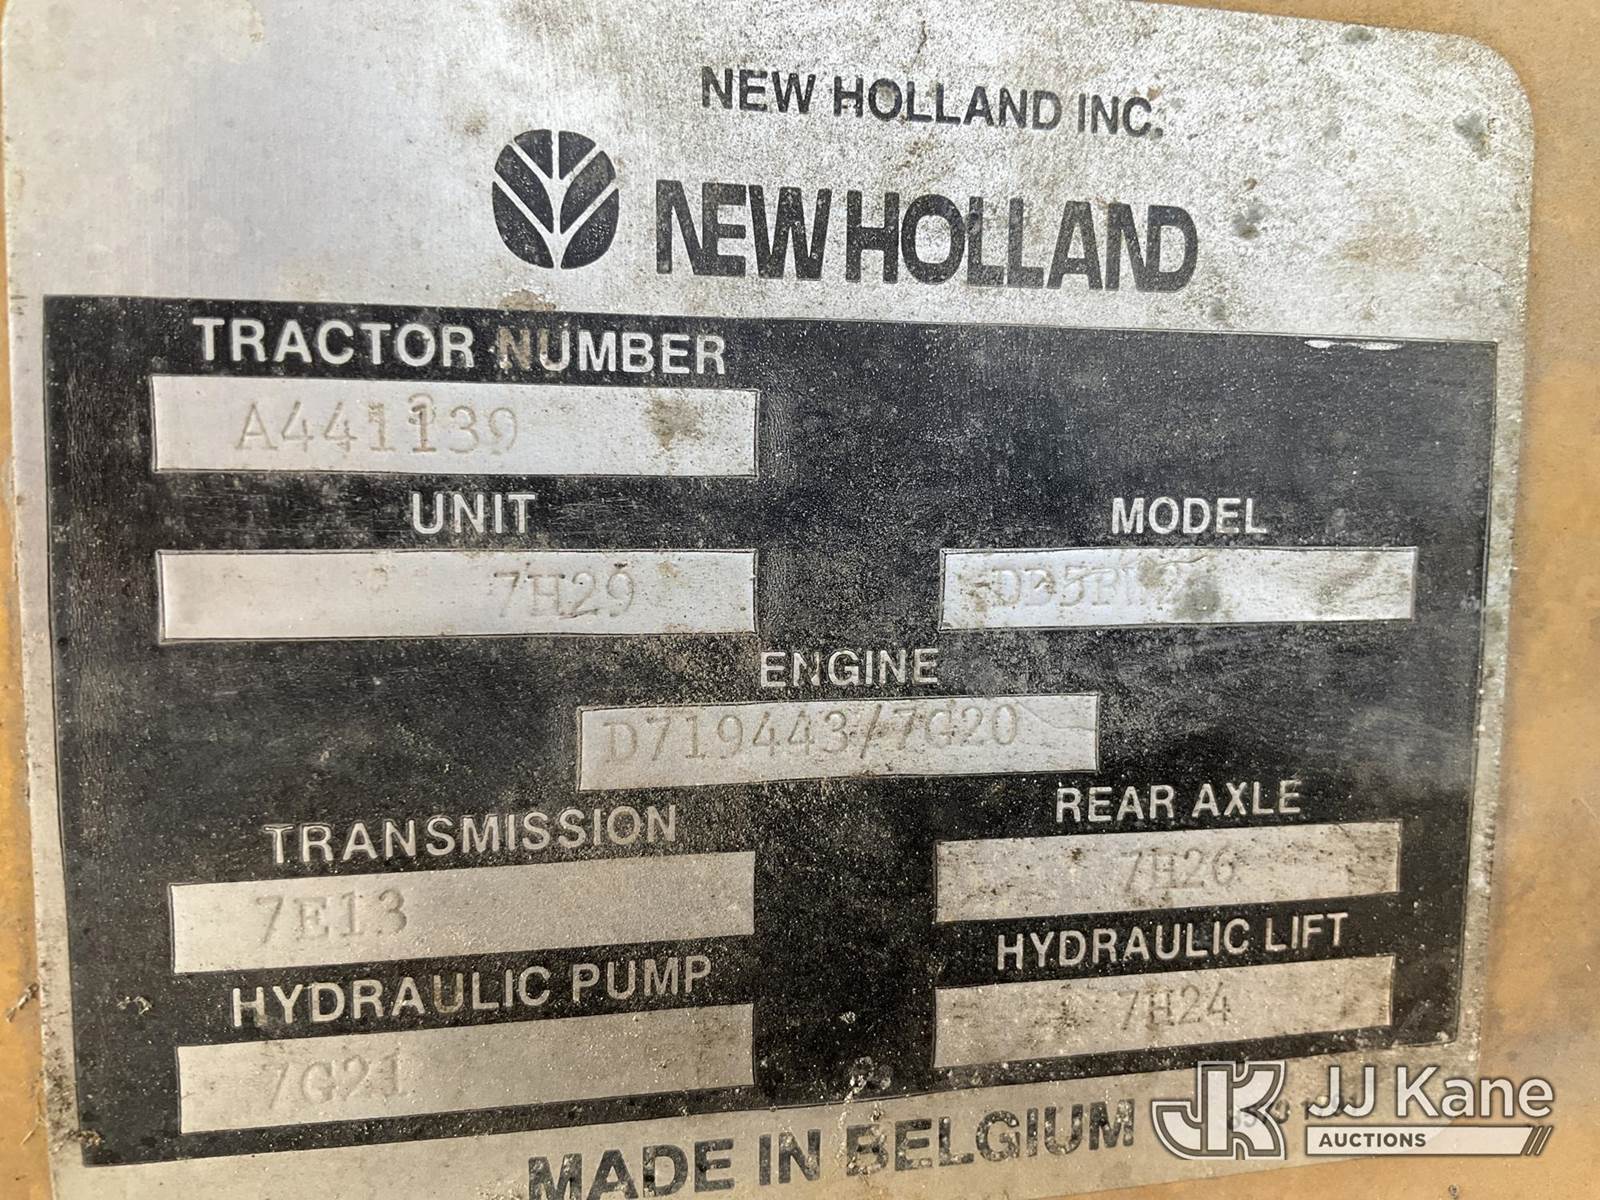 NEW HOLLAND INC.
NEW HOLLAND
TRACTOR NUMBER
A441139
UNIT
7H29
MODEL
ENGINE
D719443/7G20
TRANSMISSION
7E13
REAR AXLE
7H26
HYDRAULIC PUMP
7G21
HYDRAULIC LIFT
7H24
MADE IN BELGIUM
JJ Kane
AUCTIONS